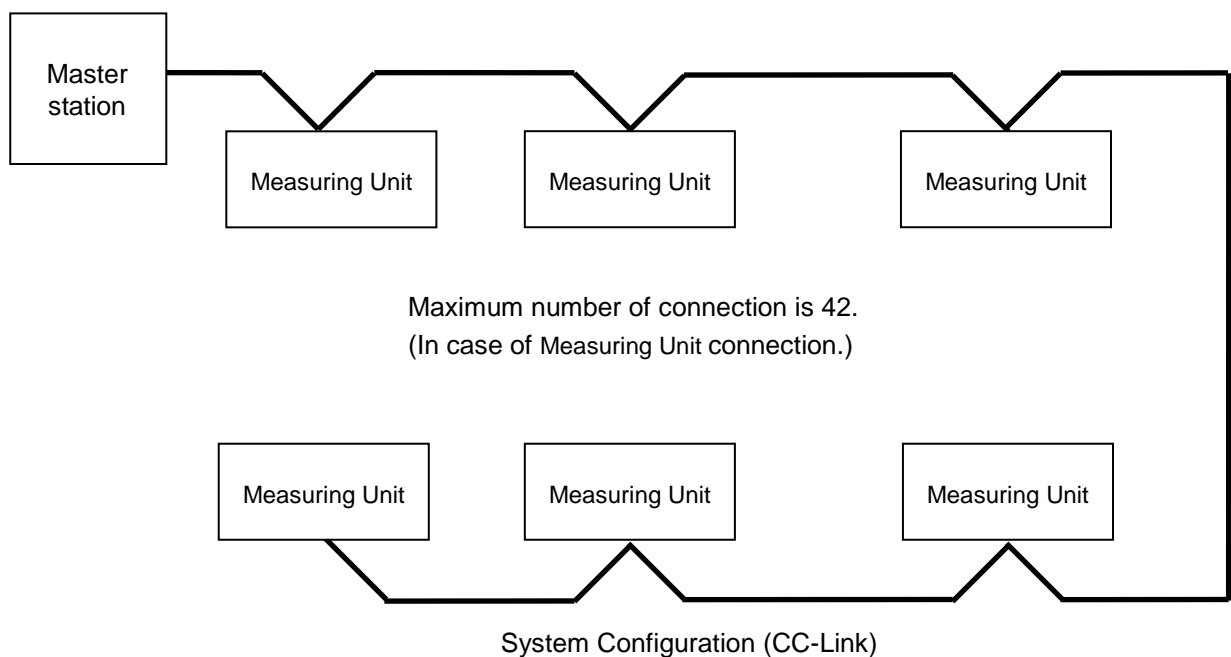 Master
station
Measuring Unit
Measuring Unit
Measuring Unit
Maximum number of connection is 42.
(In case of Measuring Unit connection.)
Measuring Unit
Measuring Unit
Measuring Unit
System Configuration (CC-Link)